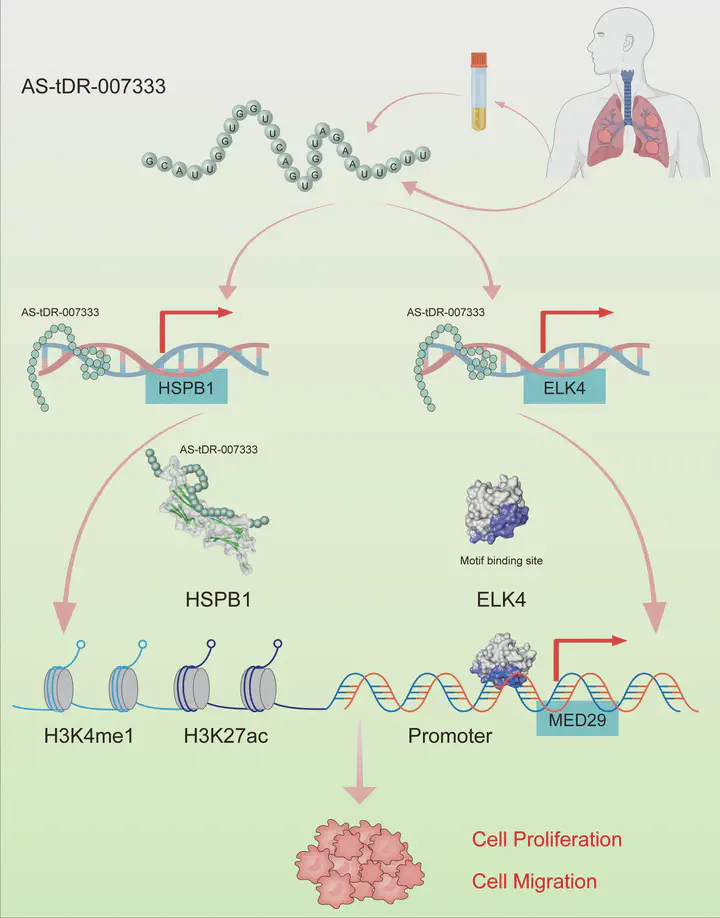 AS-tDR-007333
GCAUUGGUGGUUCAGUGGUAGAAUUCUU
AS-tDR-007333
AS-tDR-007333
HSPB1
ELK4
AS-tDR-007333
Motif binding site
HSPB1
ELK4
H3K4me1
H3K27ac
Promoter
MED29
Cell Proliferation
Cell Migration